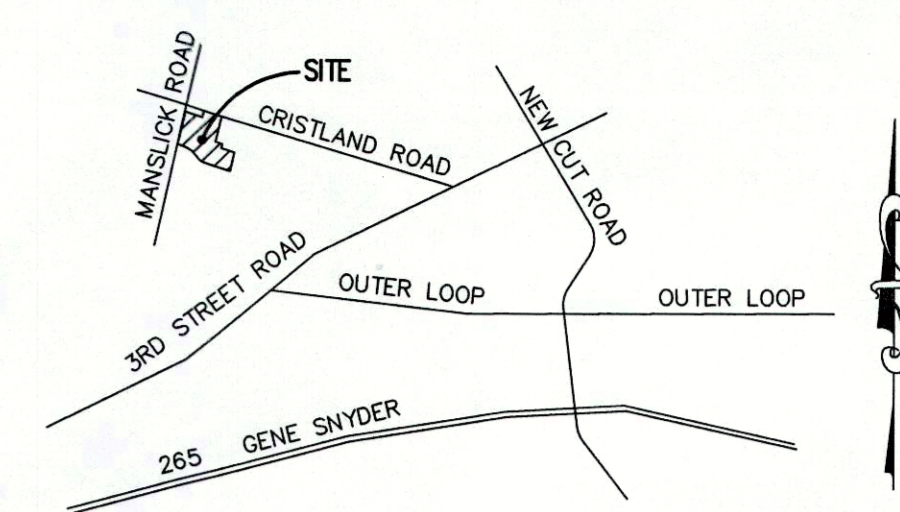 MANSLICK ROAD
SITE
CRISTLAND ROAD
NEW CUT ROAD
3RD STREET ROAD
OUTER LOOP
OUTER LOOP
265 GENE SNYDER